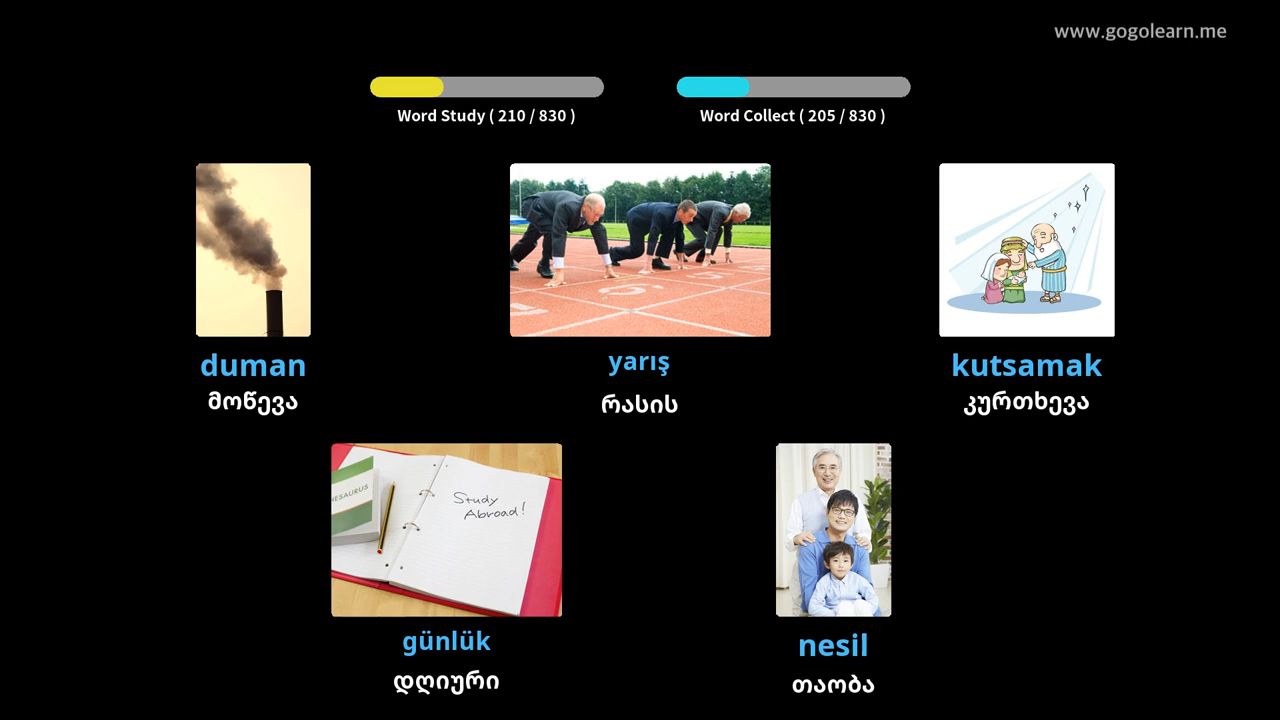 www.gogolearn.me
Word Study ( 210 / 830 )
Word Collect ( 205 / 830 )
duman
მოწევა
yarış
რასის
kutsamak
კურთხევა
HESAURUS
Study
Abroad!
günlük
დღიური
nesil
თაობა